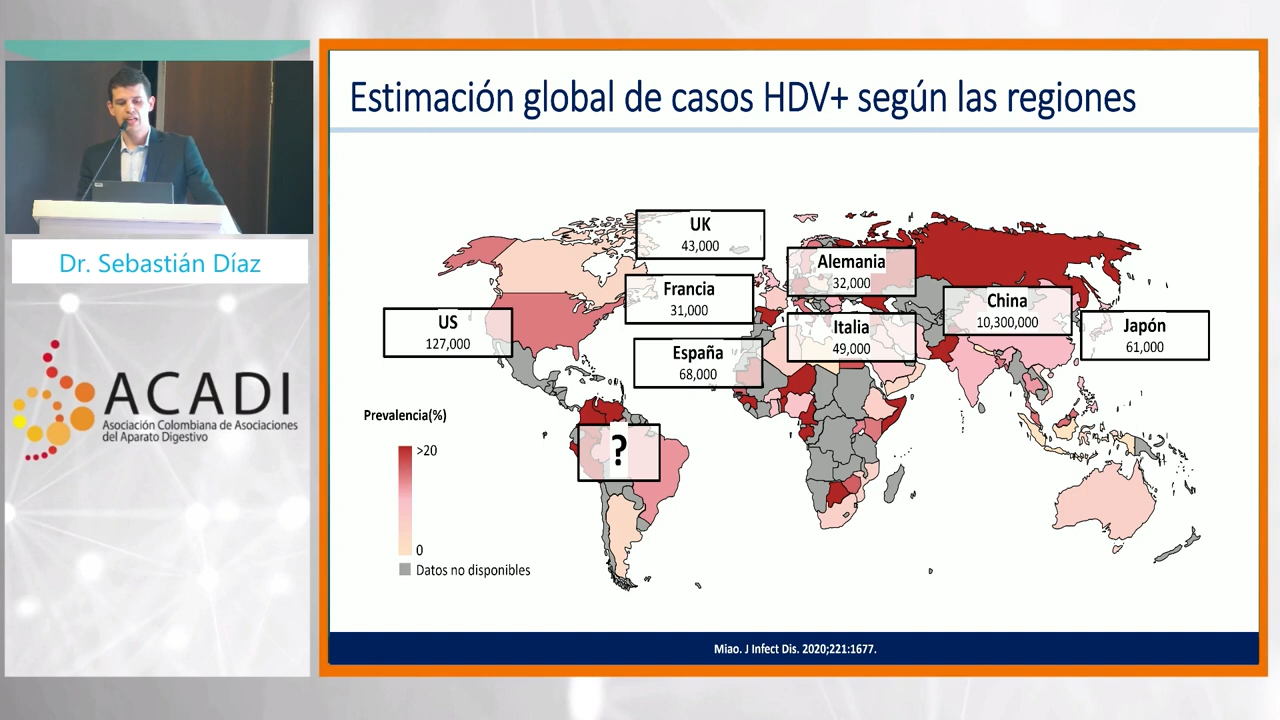 Estimación global de casos HDV+ según las regiones
UK
43,000
Alemania
32,000
Francia
31,000
China
10,300,000
US
127,000
Italia
49,000
Japón
61,000
España
68,000
Prevalencia(%)
>20
?
0
Datos no disponibles
Miao. J Infect Dis. 2020;221:1677.
Dr. Sebastián Díaz
ACADI
Asociación Colombiana de Asociaciones
del Aparato Digestivo